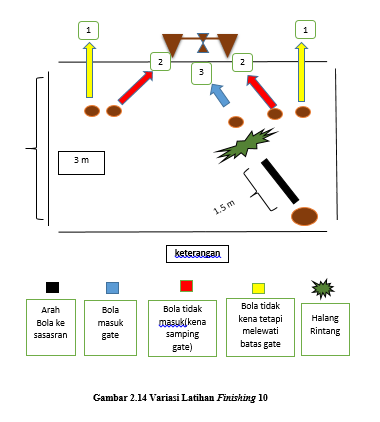 1
1
2
2
3
3 m
1,5 m
keterangan
Arah
Bola ke
sasasran
Bola
masuk
gate
Bola tidak
masuk(kena
samping
gate)
Bola tidak
kena tetapi
melewati
batas gate
Halang
Rintang
Gambar 2.14 Variasi Latihan Finishing 10